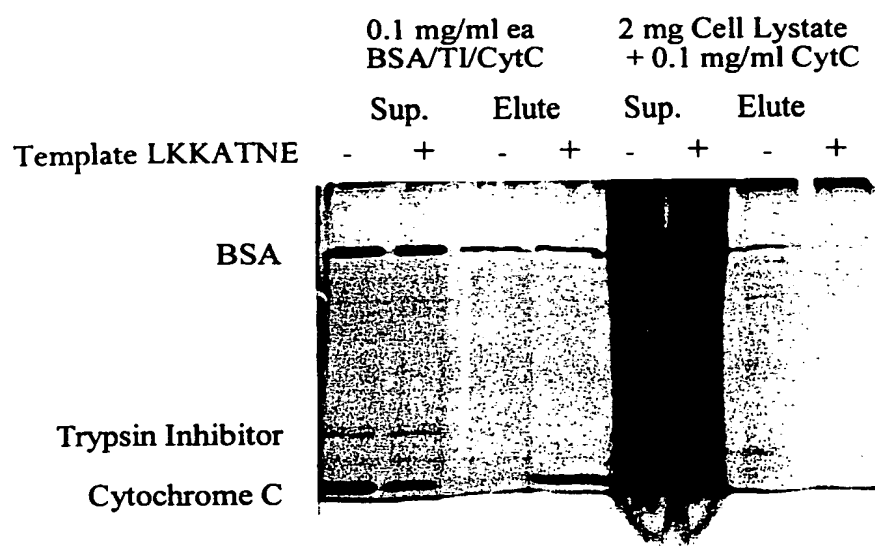 0.1 mg/ml ea
BSA/TI/CytC
2 mg Cell Lystate
+ 0.1 mg/ml CytC
Sup. Elute Sup. Elute
Template LKKATNE - + - + - + - +
BSA
Trypsin Inhibitor
Cytochrome C